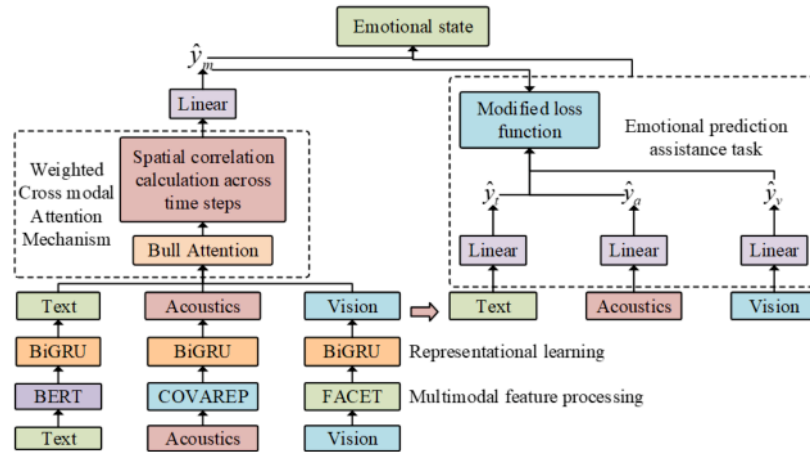 Emotional state
ŷm
Linear
Modified loss
function
Emotional prediction
assistance task
Weighted
Cross modal
Attention
Mechanism
Spatial correlation
calculation across
time steps
ŷt
ŷa
ŷv
Bull Attention
Linear
Linear
Linear
Text
Acoustics
Vision
Text
Acoustics
Vision
BiGRU
BiGRU
BiGRU
Representational learning
BERT
COVAREP
FACET
Multimodal feature processing
Text
Acoustics
Vision